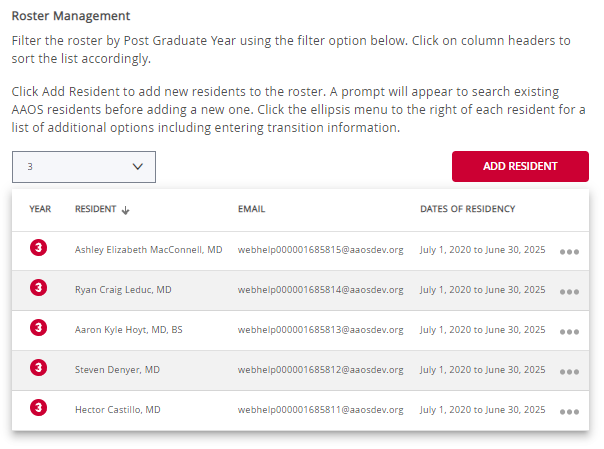 Roster Management
Filter the roster by Post Graduate Year using the filter option below. Click on column headers to
sort the list accordingly.
Click Add Resident to add new residents to the roster. A prompt will appear to search existing
AAOS residents before adding a new one. Click the ellipsis menu to the right of each resident for a
list of additional options including entering transition information.
3 ADD RESIDENT
YEAR RESIDENT EMAIL DATES OF RESIDENCY
3 Ashley Elizabeth MacConnell, MD webhelp000001685815@aaosdev.org July 1, 2020 to June 30, 2025
3 Ryan Craig Leduc, MD webhelp000001685814@aaosdev.org July 1, 2020 to June 30, 2025
3 Aaron Kyle Hoyt, MD, BS webhelp000001685813@aaosdev.org July 1, 2020 to June 30, 2025
3 Steven Denyer, MD webhelp000001685812@aaosdev.org July 1, 2020 to June 30, 2025
3 Hector Castillo, MD webhelp000001685811@aaosdev.org July 1, 2020 to June 30, 2025